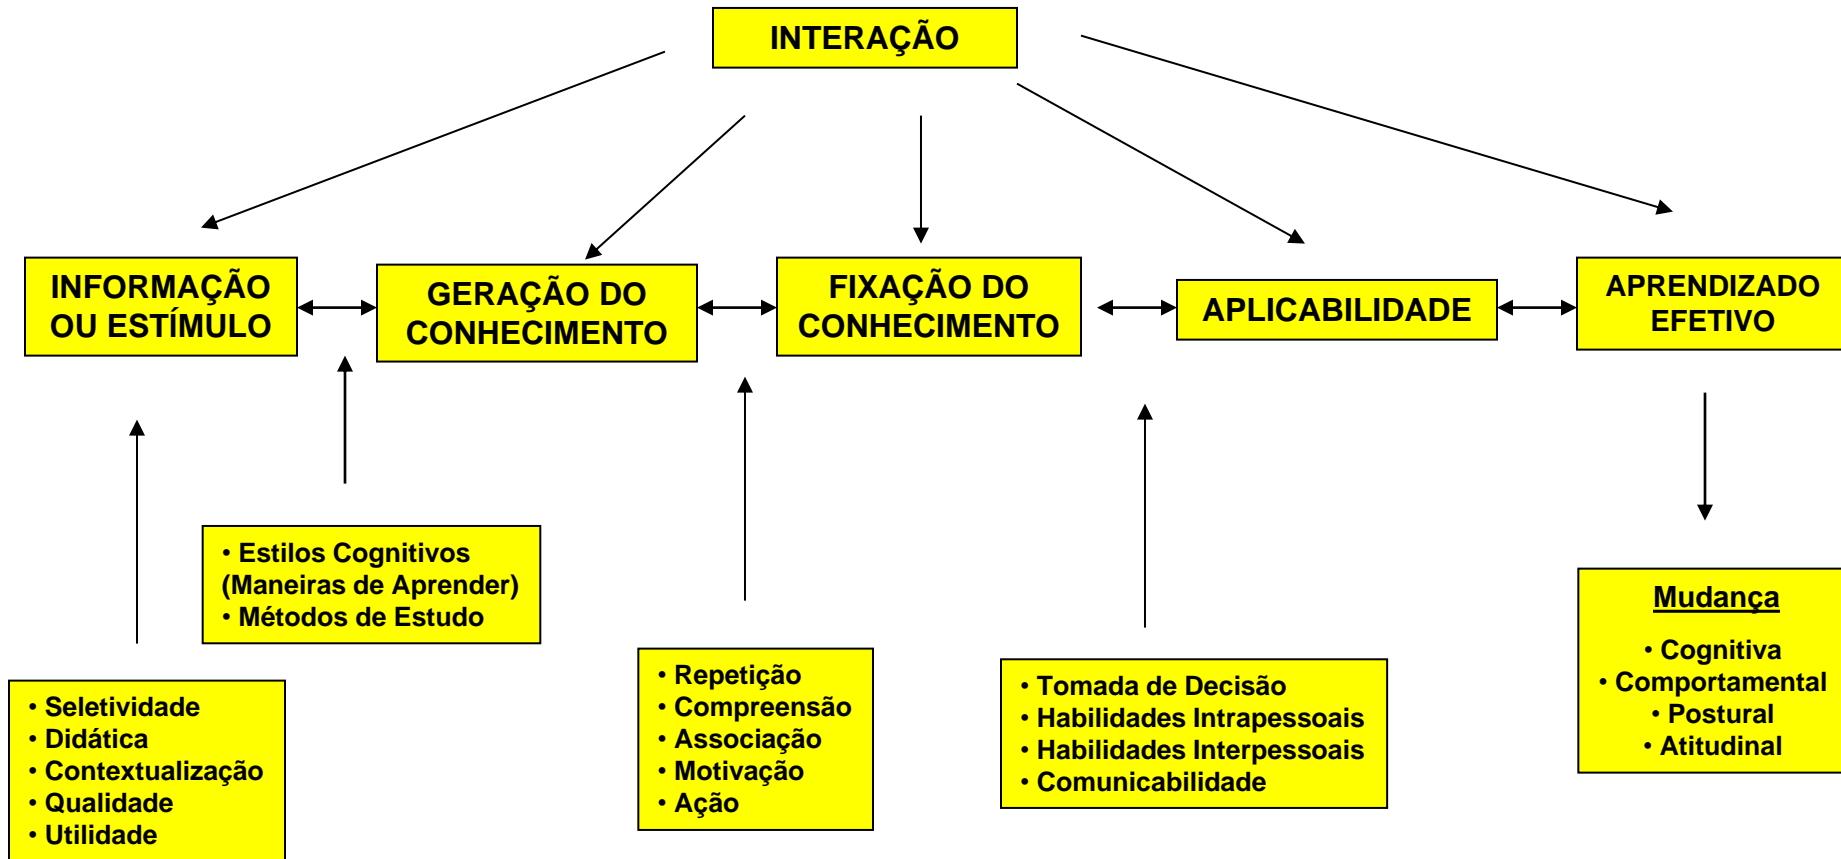 INTERAÇÃO
INFORMAÇÃO
OU ESTÍMULO
GERAÇÃO DO
CONHECIMENTO
FIXAÇÃO DO
CONHECIMENTO
APLICABILIDADE
APRENDIZADO
EFETIVO
• Estilos Cognitivos
(Maneiras de Aprender)
• Métodos de Estudo
• Seletividade
• Didática
• Contextualização
• Qualidade
• Utilidade
• Repetição
• Compreensão
• Associação
• Motivação
• Ação
• Tomada de Decisão
• Habilidades Intrapessoais
• Habilidades Interpessoais
• Comunicabilidade
Mudança
• Cognitiva
• Comportamental
• Postural
• Atitudinal